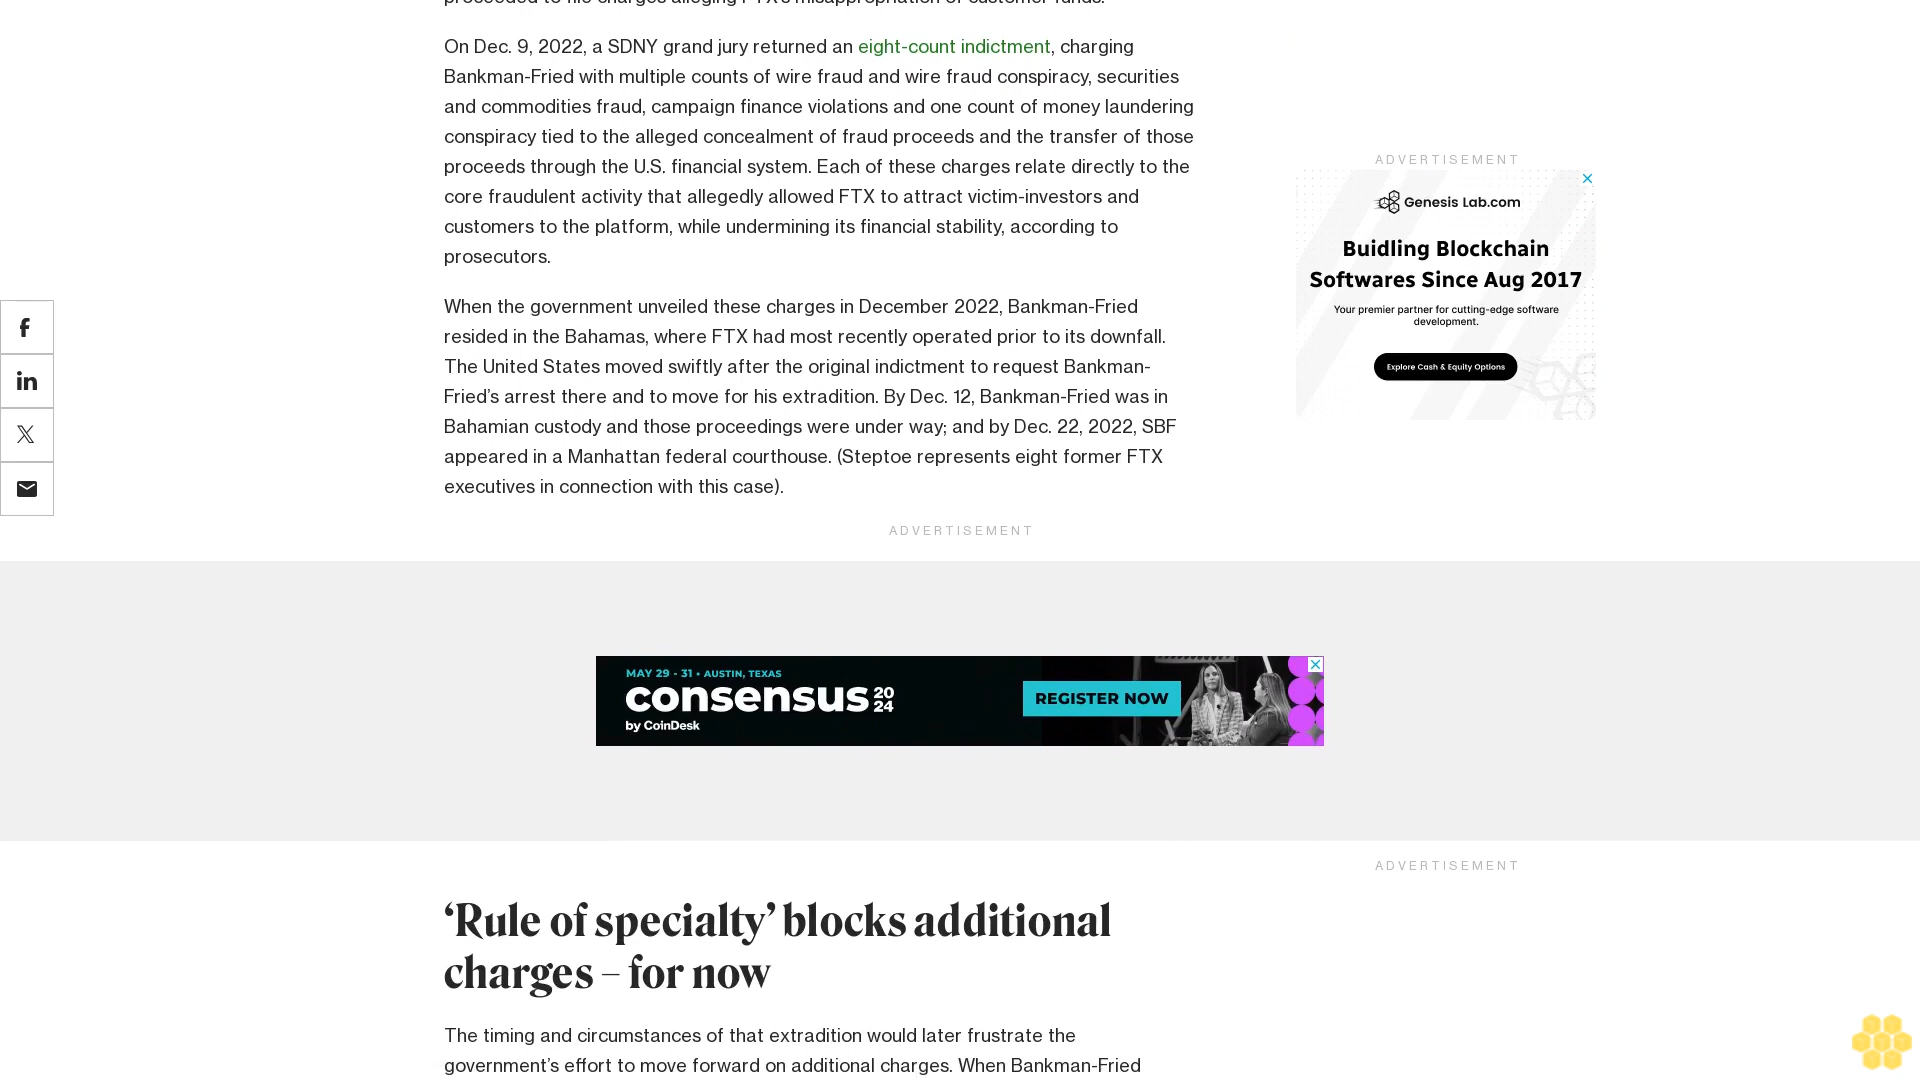 On Dec. 9, 2022, a SDNY grand jury returned an eight-count indictment, charging
Bankman-Fried with multiple counts of wire fraud and wire fraud conspiracy, securities
and commodities fraud, campaign finance violations and one count of money laundering
conspiracy tied to the alleged concealment of fraud proceeds and the transfer of those
proceeds through the U.S. financial system. Each of these charges relate directly to the
core fraudulent activity that allegedly allowed FTX to attract victim-investors and
customers to the platform, while undermining its financial stability, according to
prosecutors.
When the government unveiled these charges in December 2022, Bankman-Fried
resided in the Bahamas, where FTX had most recently operated prior to its downfall.
The United States moved swiftly after the original indictment to request Bankman-
Fried’s arrest there and to move for his extradition. By Dec. 12, Bankman-Fried was in
Bahamian custody and those proceedings were under way; and by Dec. 22, 2022, SBF
appeared in a Manhattan federal courthouse. (Steptoe represents eight former FTX
executives in connection with this case).
ADVERTISEMENT
Genesis Lab.com
Buidling Blockchain
Softwares Since Aug 2017
Your premier partner for cutting-edge software
development.
Explore Cash & Equity Options
ADVERTISEMENT
MAY 29 - 31 • AUSTIN, TEXAS
consensus 20
24
by CoinDesk
REGISTER NOW
ADVERTISEMENT
‘Rule of specialty’ blocks additional
charges – for now
The timing and circumstances of that extradition would later frustrate the
government’s effort to move forward on additional charges. When Bankman-Fried